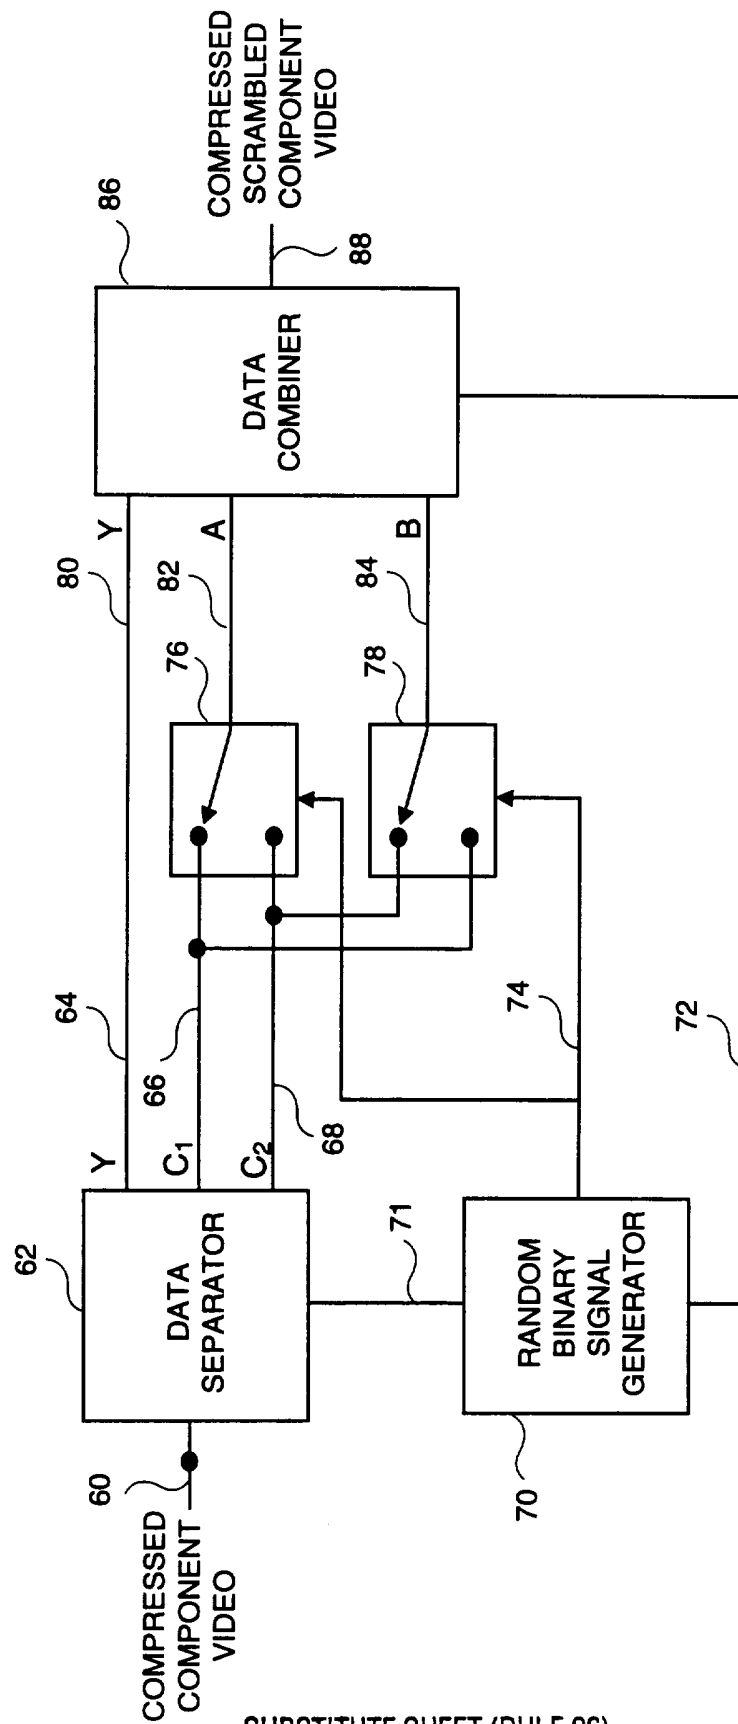 COMPRESSED
COMPONENT
VIDEO
60
62
DATA
SEPARATOR
Y
C1
C2
64
66
68
70
RANDOM
BINARY
SIGNAL
GENERATOR
71
72
74
76
78
80
82
84
Y
A
B
86
DATA
COMBINER
88
COMPRESSED
SCRAMBLED
COMPONENT
VIDEO
SUBSTITUTE SHEET (RULE 26)